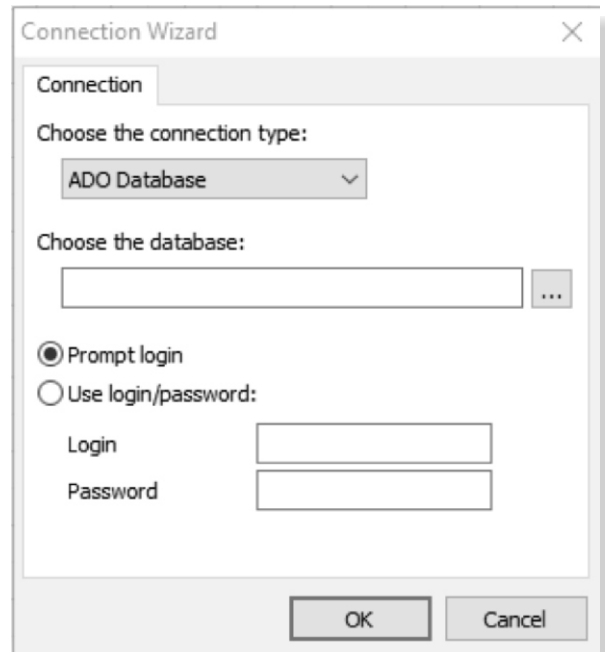 Connection Wizard
Connection
Choose the connection type:
ADO Database
Choose the database:
...
Prompt login
Use login/password:
Login
Password
OK Cancel